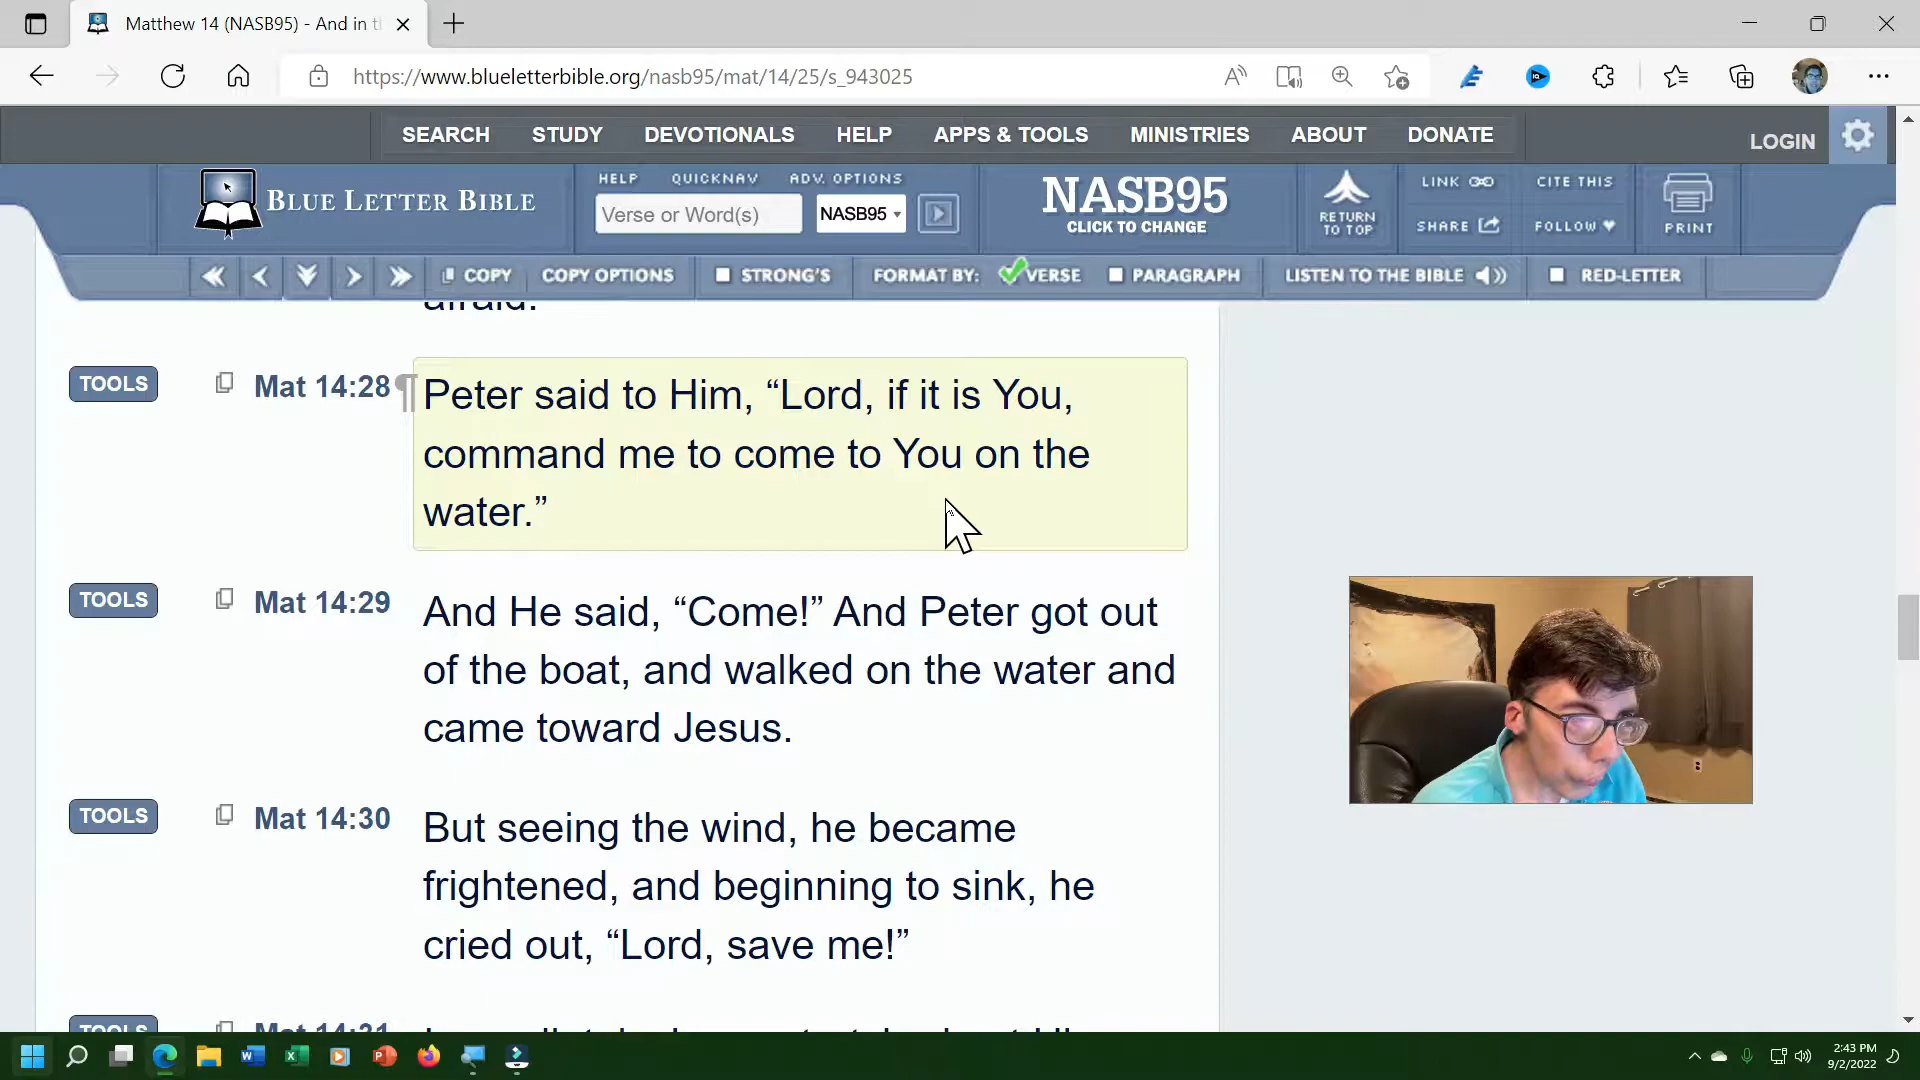 Matthew 14 (NASB95) - And in t
https://www.blueletterbible.org/nasb95/mat/14/25/s_943025
SEARCH STUDY DEVOTIONALS HELP APPS & TOOLS MINISTRIES ABOUT DONATE LOGIN
BLUE LETTER BIBLE
HELP QUICKNAV ADV. OPTIONS
Verse or Word(s) NASB95
NASB95
CLICK TO CHANGE
RETURN
TO TOP
LINK CITE THIS
SHARE FOLLOW
PRINT
COPY COPY OPTIONS STRONG'S FORMAT BY: VERSE PARAGRAPH LISTEN TO THE BIBLE RED-LETTER
afraid.”
TOOLS Mat 14:28 ¶ Peter said to Him, “Lord, if it is You,
command me to come to You on the
water.”
TOOLS Mat 14:29 And He said, “Come!” And Peter got out
of the boat, and walked on the water and
came toward Jesus.
TOOLS Mat 14:30 But seeing the wind, he became
frightened, and beginning to sink, he
cried out, “Lord, save me!”
TOOLS Mat 14:31
2:43 PM
9/2/2022